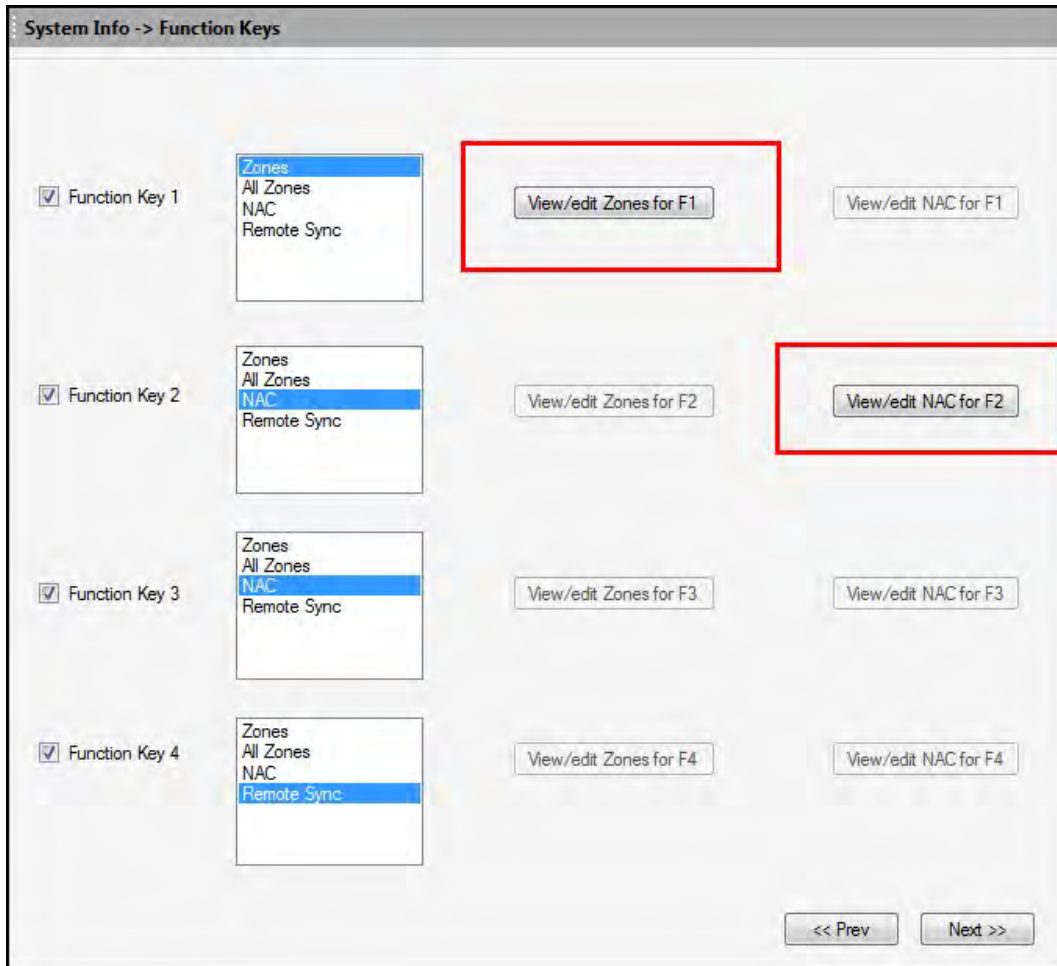 System Info -> Function Keys
Function Key 1
Zones
All Zones
NAC
Remote Sync
View/edit Zones for F1
View/edit NAC for F1
Function Key 2
Zones
All Zones
NAC
Remote Sync
View/edit Zones for F2
View/edit NAC for F2
Function Key 3
Zones
All Zones
NAC
Remote Sync
View/edit Zones for F3
View/edit NAC for F3
Function Key 4
Zones
All Zones
NAC
Remote Sync
View/edit Zones for F4
View/edit NAC for F4
<< Prev
Next >>